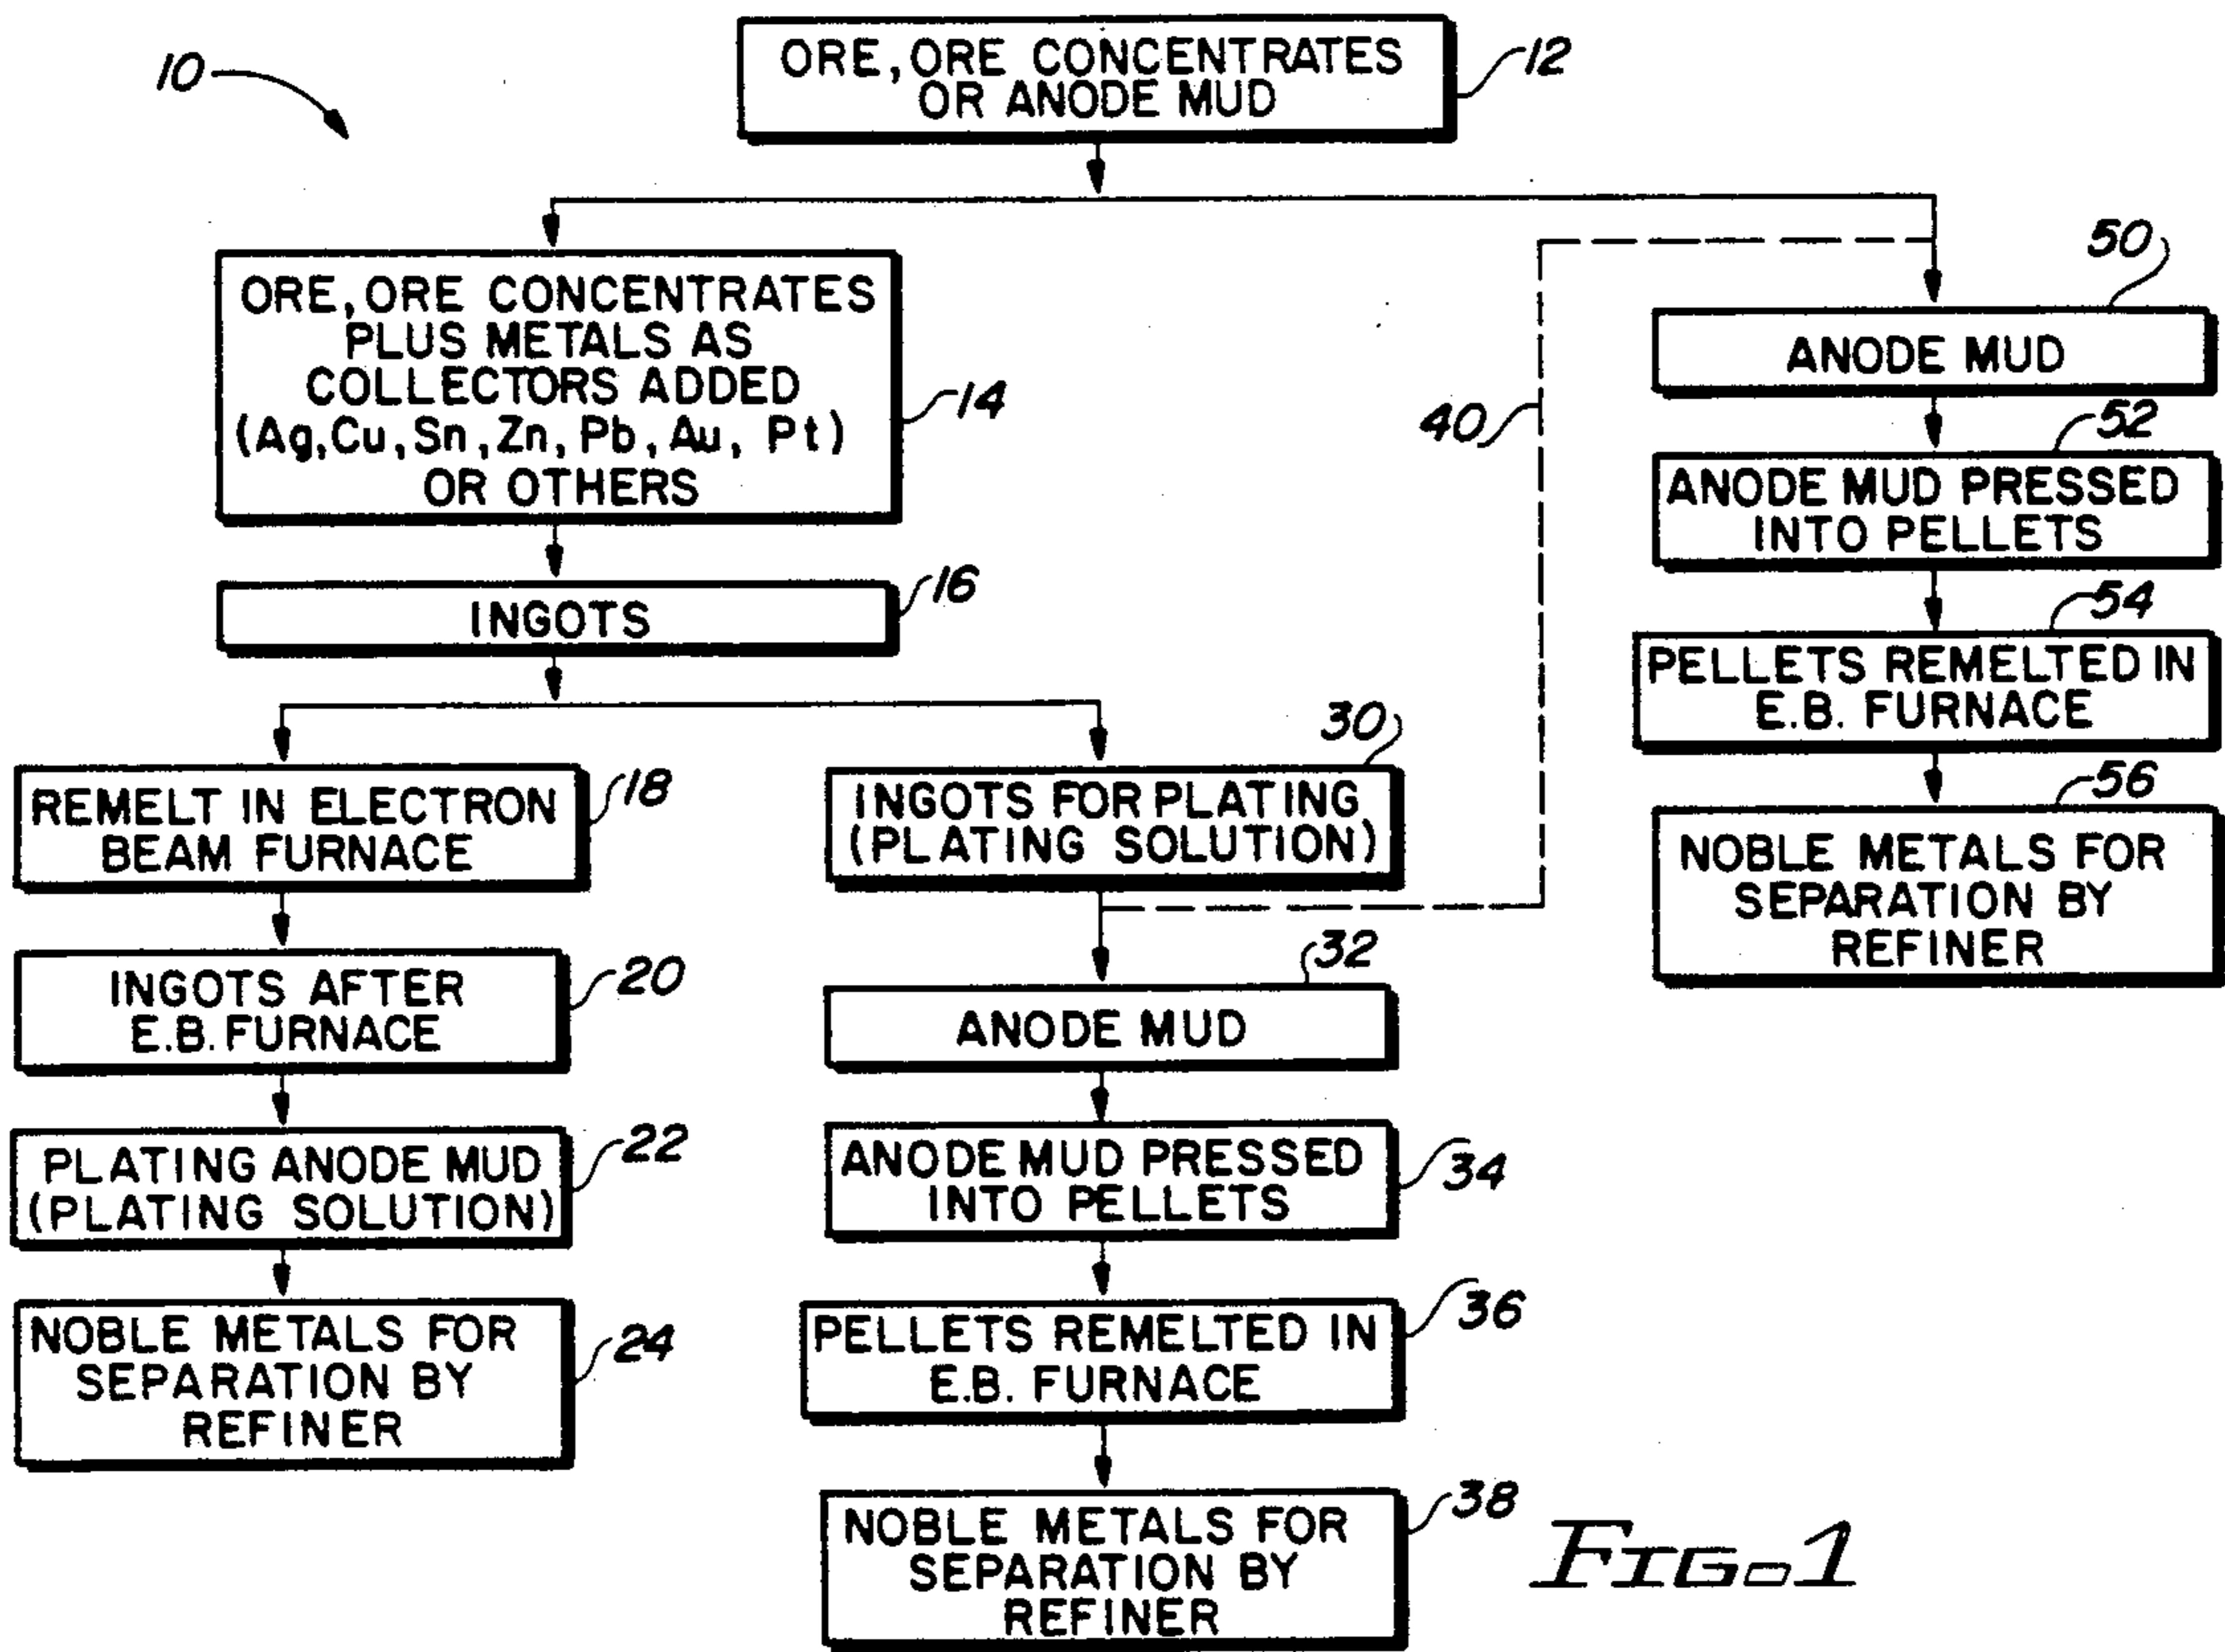 10
ORE, ORE CONCENTRATES
OR ANODE MUD
12
ORE, ORE CONCENTRATES
PLUS METALS AS
COLLECTORS ADDED
(Ag, Cu, Sn, Zn, Pb, Au, Pt)
OR OTHERS
14
INGOTS
16
REMELT IN ELECTRON
BEAM FURNACE
18
INGOTS AFTER
E.B. FURNACE
20
PLATING ANODE MUD
(PLATING SOLUTION)
22
NOBLE METALS FOR
SEPARATION BY
REFINER
24
30
INGOTS FOR PLATING
(PLATING SOLUTION)
32
ANODE MUD
ANODE MUD PRESSED
INTO PELLETS
34
PELLETS REMELTED IN
E.B. FURNACE
36
NOBLE METALS FOR
SEPARATION BY
REFINER
38
40
50
ANODE MUD
52
ANODE MUD PRESSED
INTO PELLETS
54
PELLETS REMELTED IN
E.B. FURNACE
56
NOBLE METALS FOR
SEPARATION BY
REFINER
FIG. 1